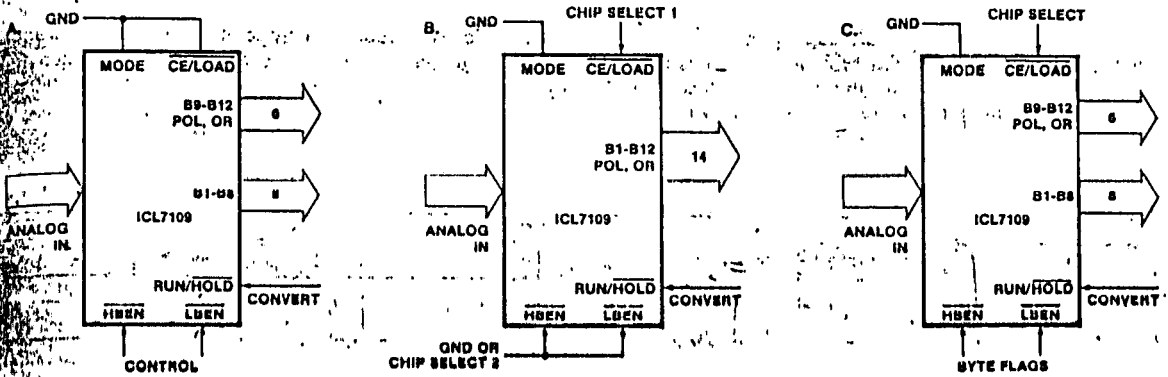 A.
GND
MODE
CE/LOAD
B9-B12
POL, OR
6
B1-B8
8
ICL7109
ANALOG
IN
RUN/HOLD
CONVERT
HBEN
LBEN
CONTROL
B.
GND
CHIP SELECT 1
MODE
CE/LOAD
B1-B12
POL, OR
14
ICL7109
ANALOG
IN
RUN/HOLD
CONVERT
HBEN
LBEN
GND OR
CHIP SELECT 2
C.
GND
CHIP SELECT
MODE
CE/LOAD
B9-B12
POL, OR
6
B1-B8
8
ICL7109
ANALOG
IN
RUN/HOLD
CONVERT
HBEN
LBEN
BYTE FLAGS